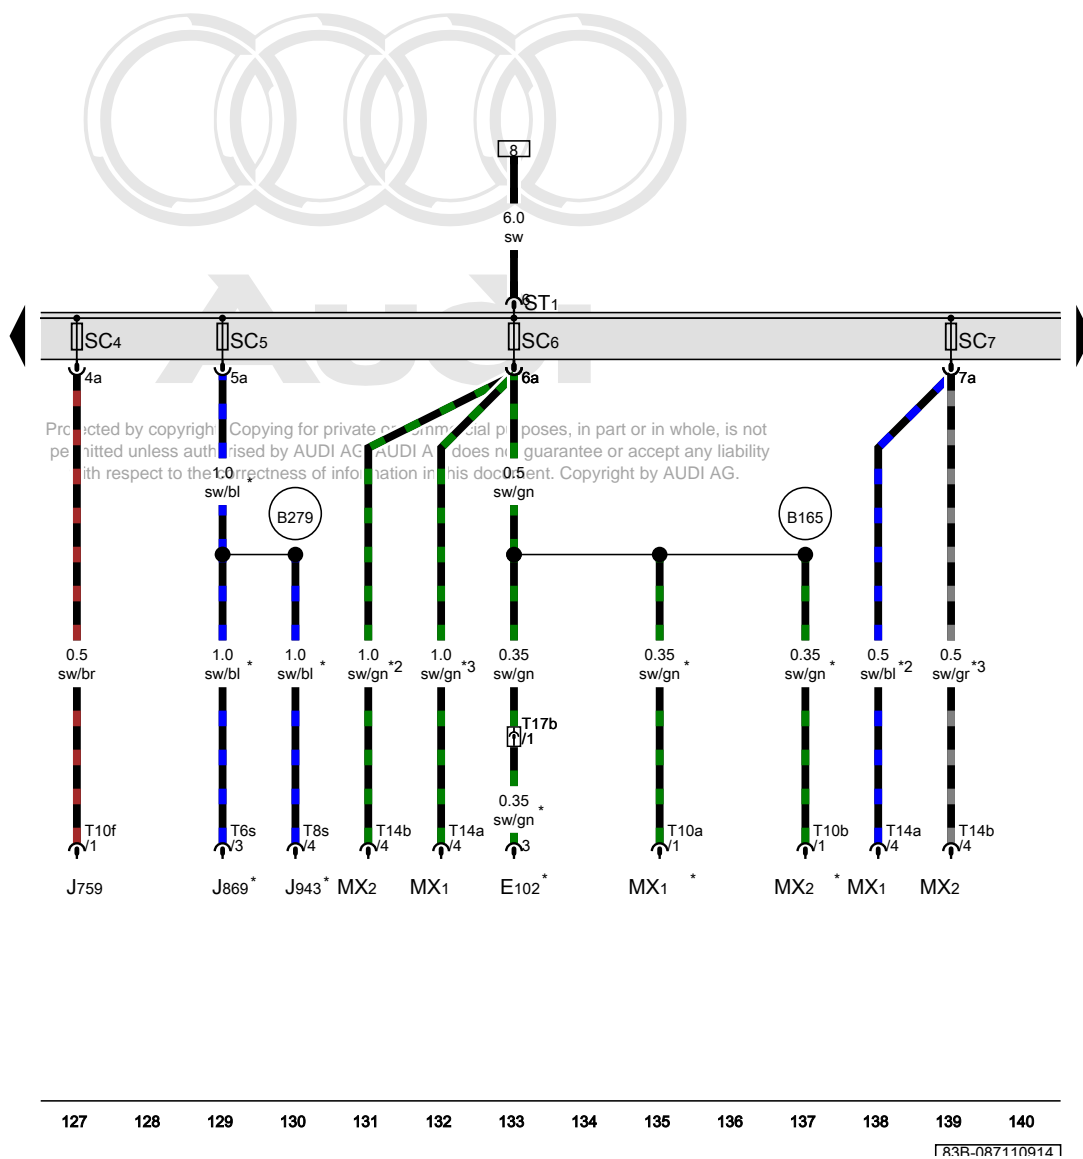 8
6.0
sw
6
ST1
Audi
SC4 SC5 SC6 SC7
4a 5a 6a 7a
Protected by copyright. Copying for private or commercial purposes, in part or in whole, is not
permitted unless authorised by AUDI AG. AUDI AG does not guarantee or accept any liability
with respect to the correctness of information in this document. Copyright by AUDI AG.
1.0 0.5
sw/bl * sw/gn
B279 B165
0.5 1.0 1.0 1.0 1.0 0.35 0.35 0.35 0.5 0.5
sw/br sw/bl * sw/bl * sw/gn *2 sw/gn *3 sw/gn sw/gn * sw/gn * sw/bl *2 sw/gr *3
T17b
/1
0.35
sw/gn *
T10f T6s T8s T14b T14a T10a T10b T14a T14b
/1 /3 /4 /4 /4 3 /1 /1 /4 /4
J759 J869 * J943 * MX2 MX1 E102 * MX1 * MX2 * MX1 MX2
127 128 129 130 131 132 133 134 135 136 137 138 139 140
83B-087110914